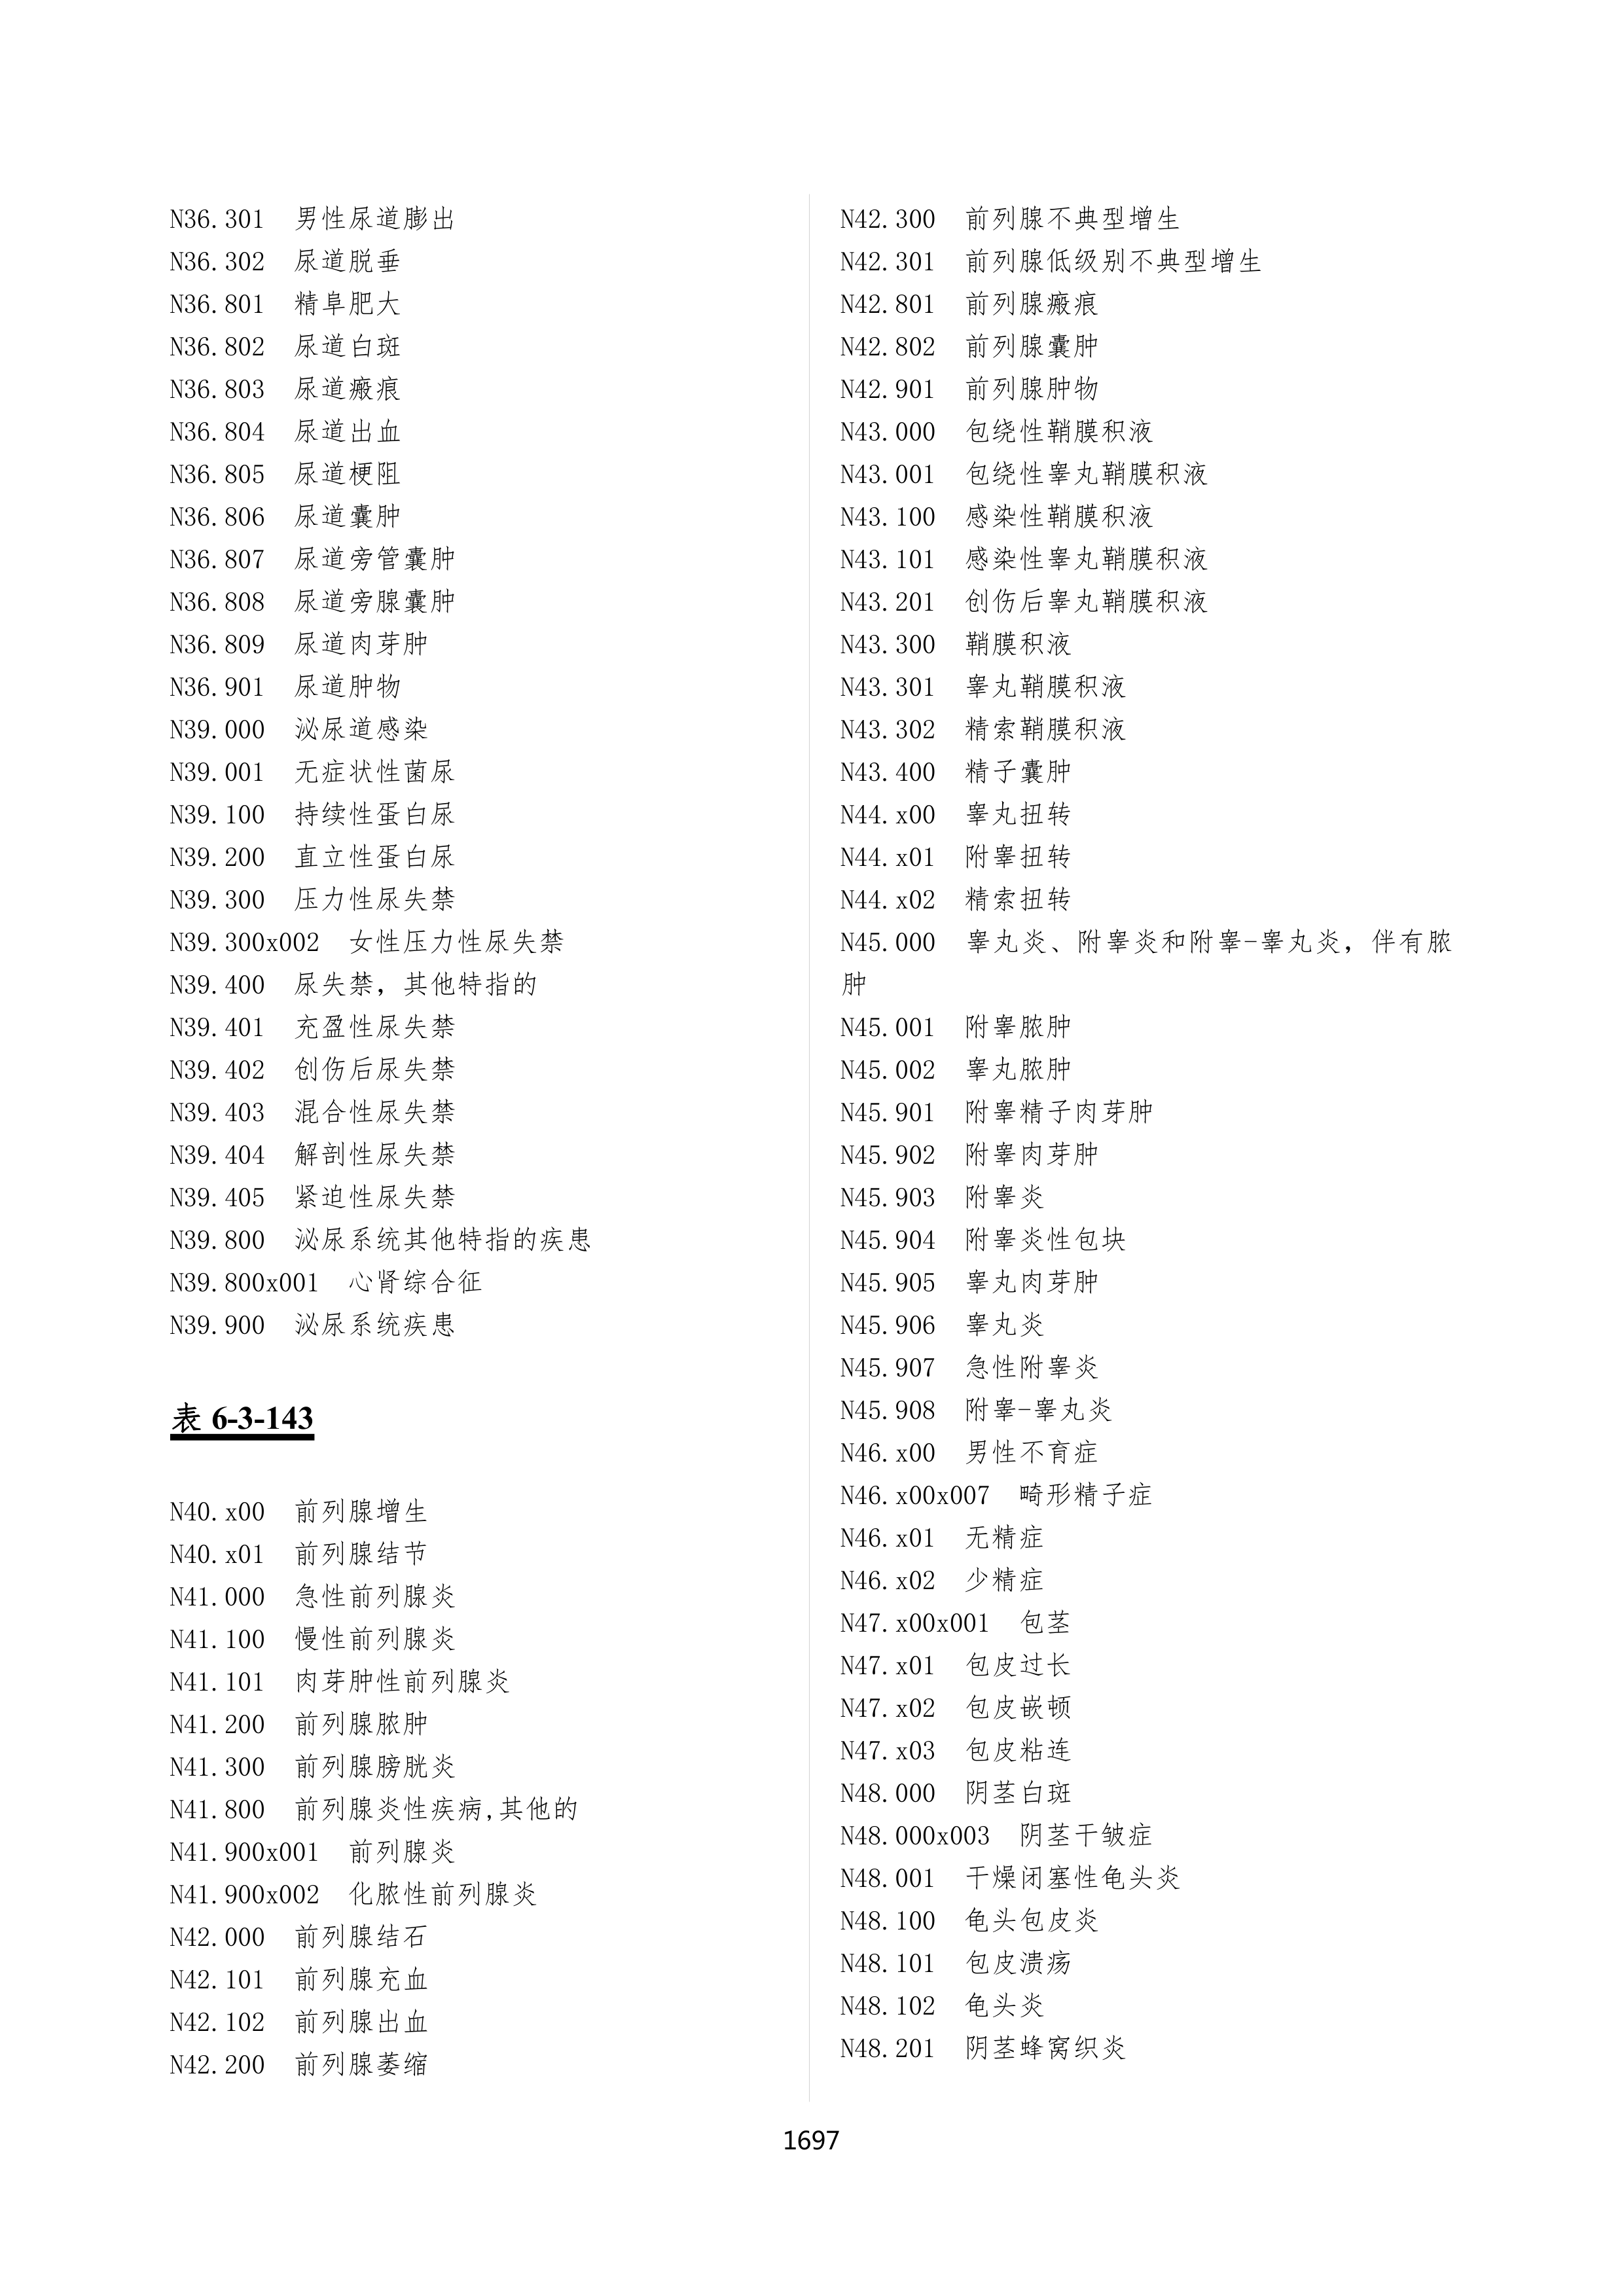 N36.301 男性尿道膨出
N36.302 尿道脱垂
N36.801 精阜肥大
N36.802 尿道白斑
N36.803 尿道瘢痕
N36.804 尿道出血
N36.805 尿道梗阻
N36.806 尿道囊肿
N36.807 尿道旁管囊肿
N36.808 尿道旁腺囊肿
N36.809 尿道肉芽肿
N36.901 尿道肿物
N39.000 泌尿道感染
N39.001 无症状性菌尿
N39.100 持续性蛋白尿
N39.200 直立性蛋白尿
N39.300 压力性尿失禁
N39.300x002 女性压力性尿失禁
N39.400 尿失禁，其他特指的
N39.401 充盈性尿失禁
N39.402 创伤后尿失禁
N39.403 混合性尿失禁
N39.404 解剖性尿失禁
N39.405 紧迫性尿失禁
N39.800 泌尿系统其他特指的疾患
N39.800x001 心肾综合征
N39.900 泌尿系统疾患
表 6-3-143
N40.x00 前列腺增生
N40.x01 前列腺结节
N41.000 急性前列腺炎
N41.100 慢性前列腺炎
N41.101 肉芽肿性前列腺炎
N41.200 前列腺脓肿
N41.300 前列腺膀胱炎
N41.800 前列腺炎性疾病,其他的
N41.900x001 前列腺炎
N41.900x002 化脓性前列腺炎
N42.000 前列腺结石
N42.101 前列腺充血
N42.102 前列腺出血
N42.200 前列腺萎缩
N42.300 前列腺不典型增生
N42.301 前列腺低级别不典型增生
N42.801 前列腺瘢痕
N42.802 前列腺囊肿
N42.901 前列腺肿物
N43.000 包绕性鞘膜积液
N43.001 包绕性睾丸鞘膜积液
N43.100 感染性鞘膜积液
N43.101 感染性睾丸鞘膜积液
N43.201 创伤后睾丸鞘膜积液
N43.300 鞘膜积液
N43.301 睾丸鞘膜积液
N43.302 精索鞘膜积液
N43.400 精子囊肿
N44.x00 睾丸扭转
N44.x01 附睾扭转
N44.x02 精索扭转
N45.000 睾丸炎、附睾炎和附睾-睾丸炎，伴有脓
肿
N45.001 附睾脓肿
N45.002 睾丸脓肿
N45.901 附睾精子肉芽肿
N45.902 附睾肉芽肿
N45.903 附睾炎
N45.904 附睾炎性包块
N45.905 睾丸肉芽肿
N45.906 睾丸炎
N45.907 急性附睾炎
N45.908 附睾-睾丸炎
N46.x00 男性不育症
N46.x00x007 畸形精子症
N46.x01 无精症
N46.x02 少精症
N47.x00x001 包茎
N47.x01 包皮过长
N47.x02 包皮嵌顿
N47.x03 包皮粘连
N48.000 阴茎白斑
N48.000x003 阴茎干皱症
N48.001 干燥闭塞性龟头炎
N48.100 龟头包皮炎
N48.101 包皮溃疡
N48.102 龟头炎
N48.201 阴茎蜂窝织炎
1697